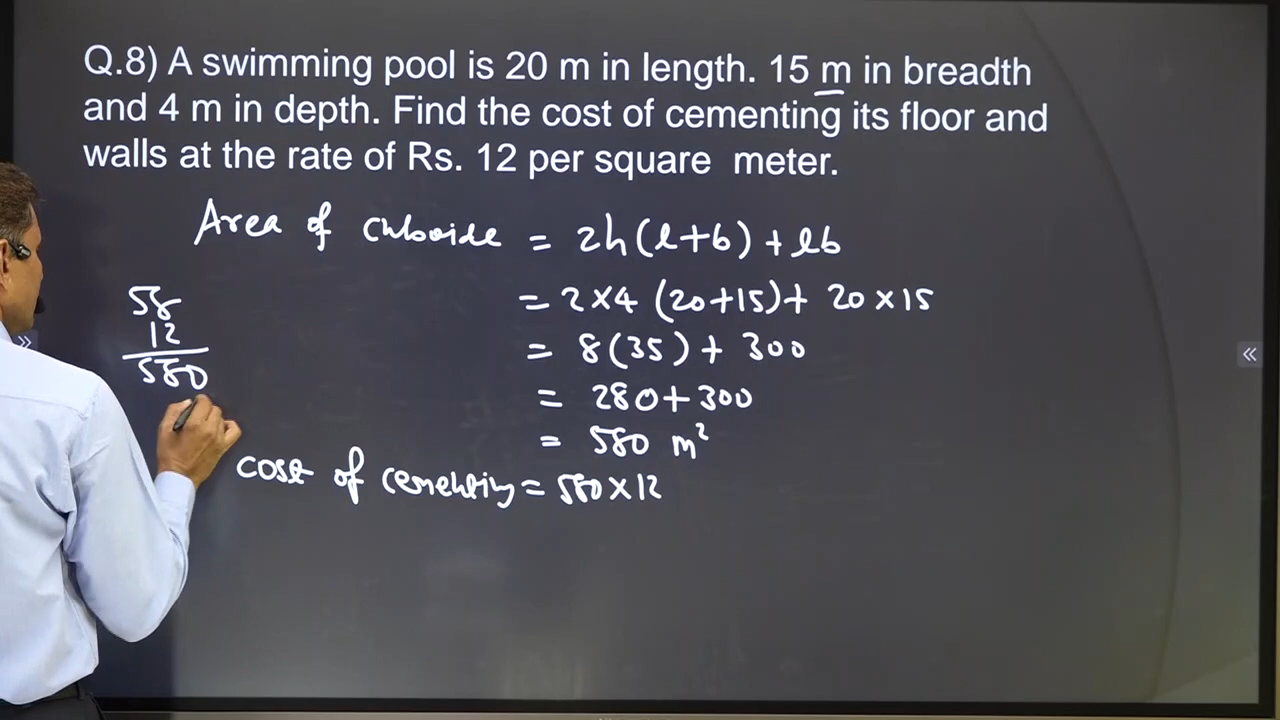 Q.8) A swimming pool is 20 m in length. 15 m in breadth
and 4 m in depth. Find the cost of cementing its floor and
walls at the rate of Rs. 12 per square meter.
Area of cuboide = 2h(l+b)+lb
= 2×4 (20+15)+ 20×15
= 8(35)+ 300
= 280+300
= 580 m²
cost of cementing = 580×12
58
12
580